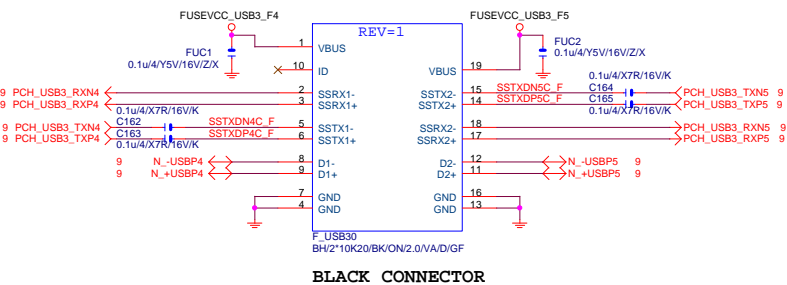 FUSEVCC_USB3_F4
FUSEVCC_USB3_F5
REV=1
FUC1
0.1u/4/Y5V/16V/Z/X
1
VBUS
10
ID
FUC2
0.1u/4/Y5V/16V/Z/X
19
VBUS
9 PCH_USB3_RXN4
2
SSRX1-
9 PCH_USB3_RXP4
3
SSRX1+
0.1u/4/X7R/16V/K
9 PCH_USB3_TXN4
C162
SSTXDN4C_F
5
SSTX1-
9 PCH_USB3_TXP4
C163
SSTXDP4C_F
6
SSTX1+
0.1u/4/X7R/16V/K
9 N_-USBP4
8
D1-
9 N_+USBP4
9
D1+
7
GND
4
GND
0.1u/4/X7R/16V/K
SSTX2-
15
SSTXDN5C_F
C164
PCH_USB3_TXN5 9
SSTX2+
14
SSTXDP5C_F
C165
PCH_USB3_TXP5 9
0.1u/4/X7R/16V/K
SSRX2-
18
PCH_USB3_RXN5 9
SSRX2+
17
PCH_USB3_RXP5 9
D2-
12
N_-USBP5 9
D2+
11
N_+USBP5 9
GND
16
GND
13
F_USB30
BH/2*10K20/BK/ON/2.0/VA/D/GF
BLACK CONNECTOR